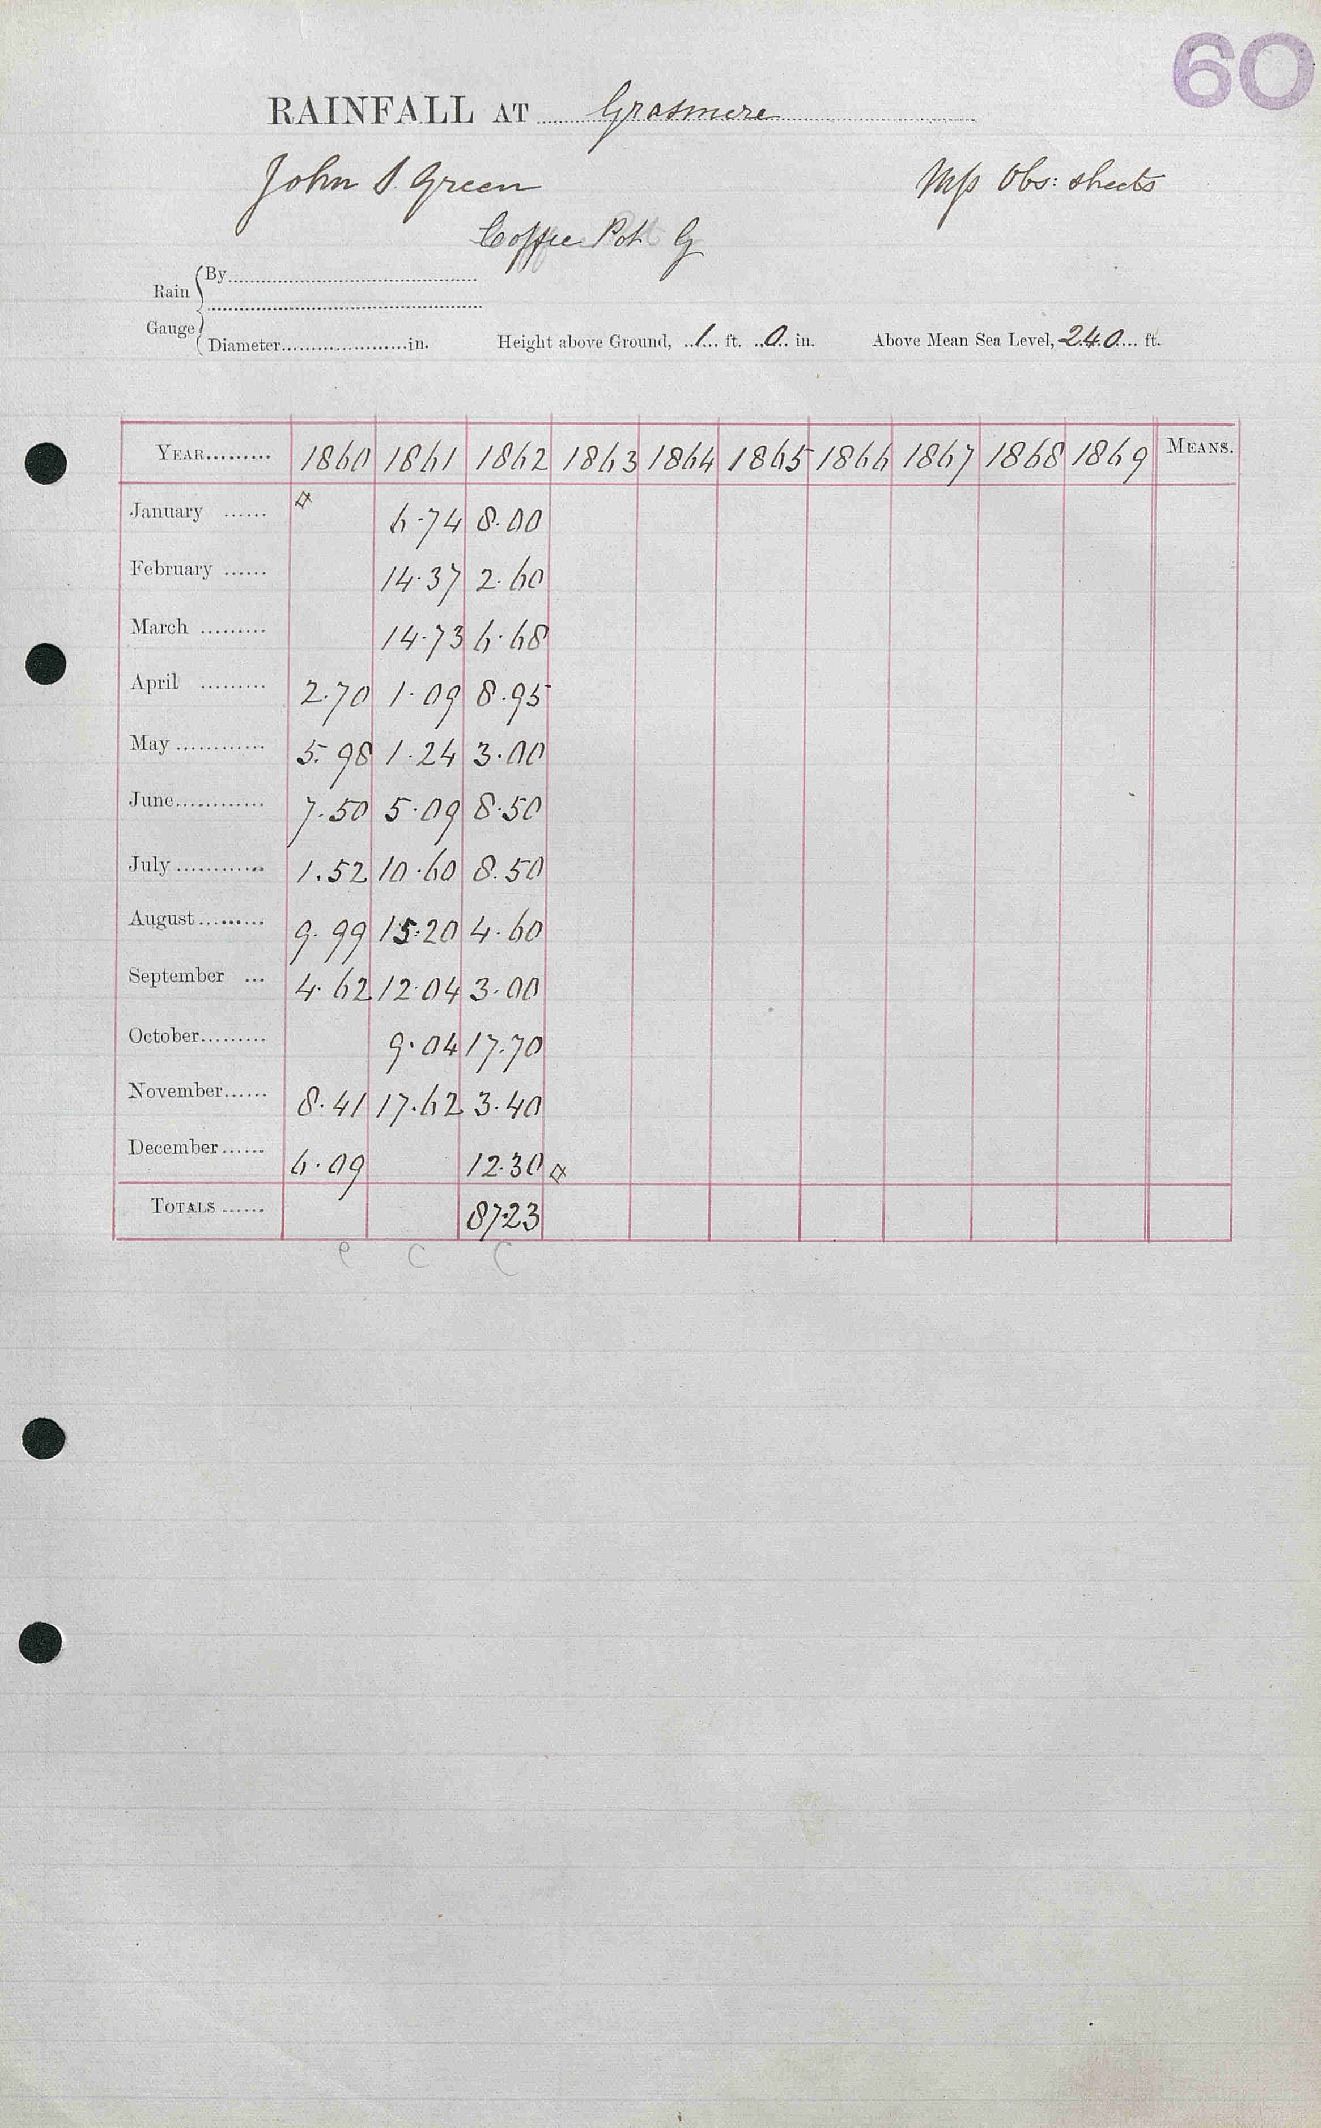 60
RAINFALL AT Grasmere
John S. Green
M/s Obs: sheets
Coffee Pot G
Rain Gauge
By
Diameter in. Height above Ground, 1 ft. 0 in. Above Mean Sea Level, 240 ft.
YEAR 1860 1861 1862 1863 1864 1865 1866 1867 1868 1869 MEANS.
January 6.74 8.00
February 14.37 2.60
March 14.73 6.68
April 2.70 1.09 8.95
May 5.98 1.24 3.00
June 7.50 5.09 8.50
July 1.52 10.60 8.50
August 9.99 15.20 4.60
September 4.62 12.04 3.00
October 9.04 17.70
November 8.41 17.62 3.40
December 6.09 12.30
TOTALS 87.23
e C C